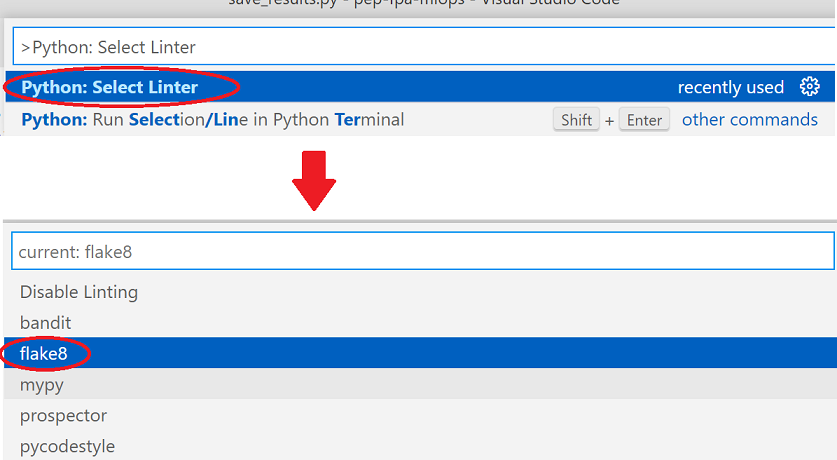 save_results.py - pep-fpa-mlops - Visual Studio Code
>Python: Select Linter
Python: Select Linter recently used
Python: Run Selection/Line in Python Terminal Shift + Enter other commands
current: flake8
Disable Linting
bandit
flake8
mypy
prospector
pycodestyle